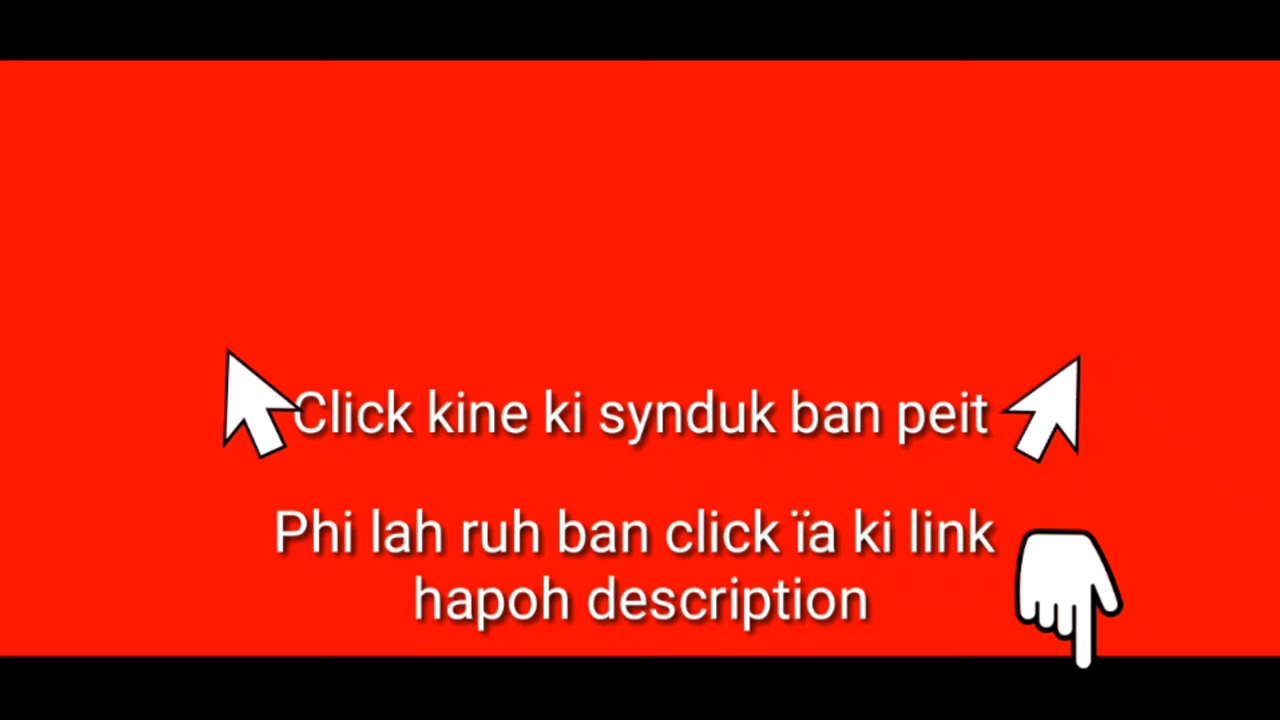 Click kine ki synduk ban peit
Phi lah ruh ban click ïa ki link
hapoh description